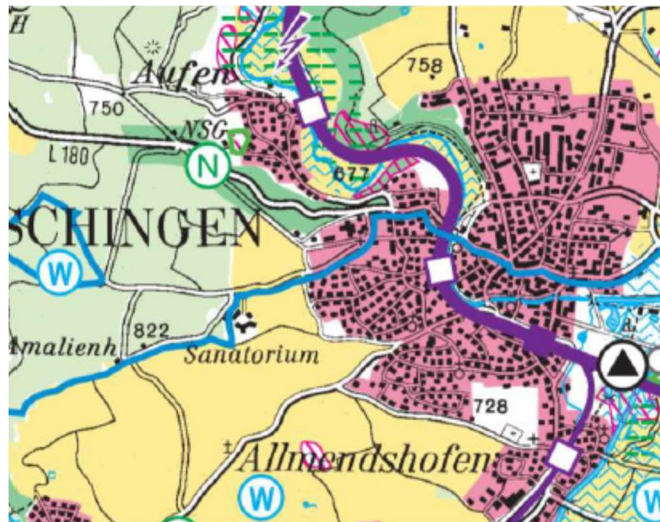 H
Aufen
758
750
NSG
L 180
N
677
SCHINGEN
W
822
Amalienh.
Sanatorium
728
Allmendshofen
W
W